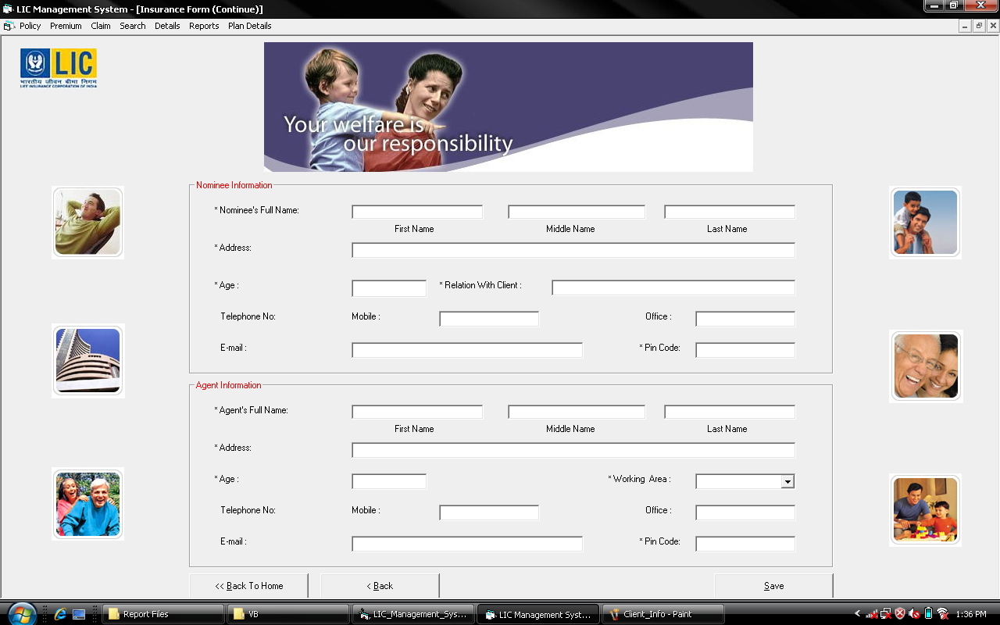 LIC Management System - [Insurance Form (Continue)]
Policy Premium Claim Search Details Reports Plan Details
LIC
भारतीय जीवन बीमा निगम
LIFE INSURANCE CORPORATION OF INDIA
Your welfare is
our responsibility
Nominee Information
* Nominee's Full Name:
First Name Middle Name Last Name
* Address:
* Age : * Relation With Client :
Telephone No: Mobile : Office :
E-mail : * Pin Code:
Agent Information
* Agent's Full Name:
First Name Middle Name Last Name
* Address:
* Age : * Working Area :
Telephone No: Mobile : Office :
E-mail : * Pin Code:
<< Back To Home < Back Save
Report Files VB LIC_Management_Sys... LIC Management Syst... Client_Info - Paint 1:36 PM